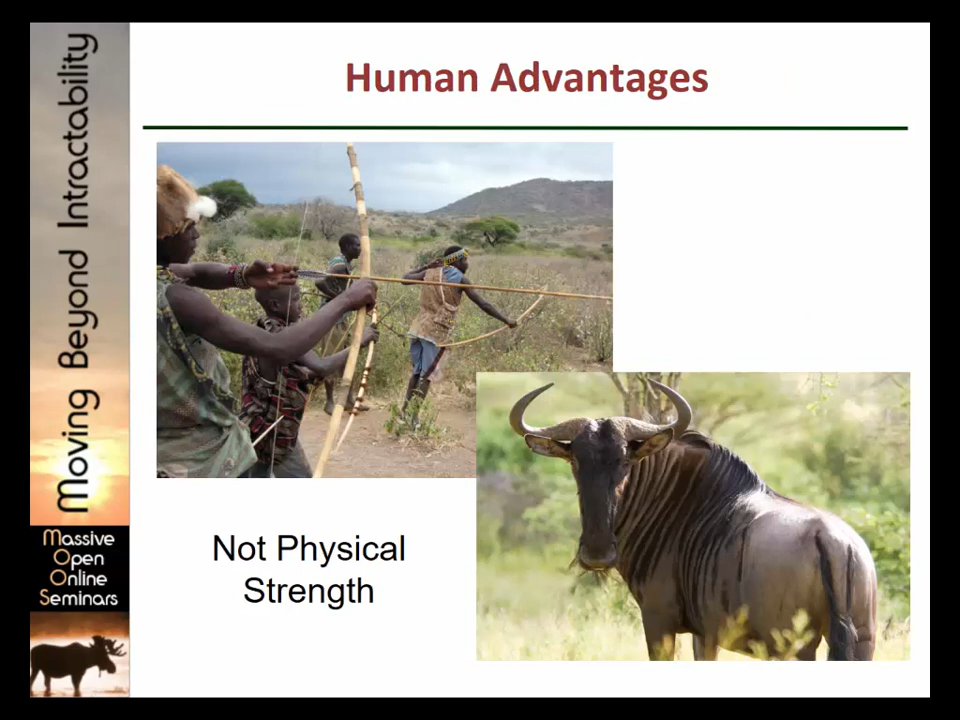 Human Advantages
Moving Beyond Intractability
Massive
Open
Online
Seminars
Not Physical
Strength